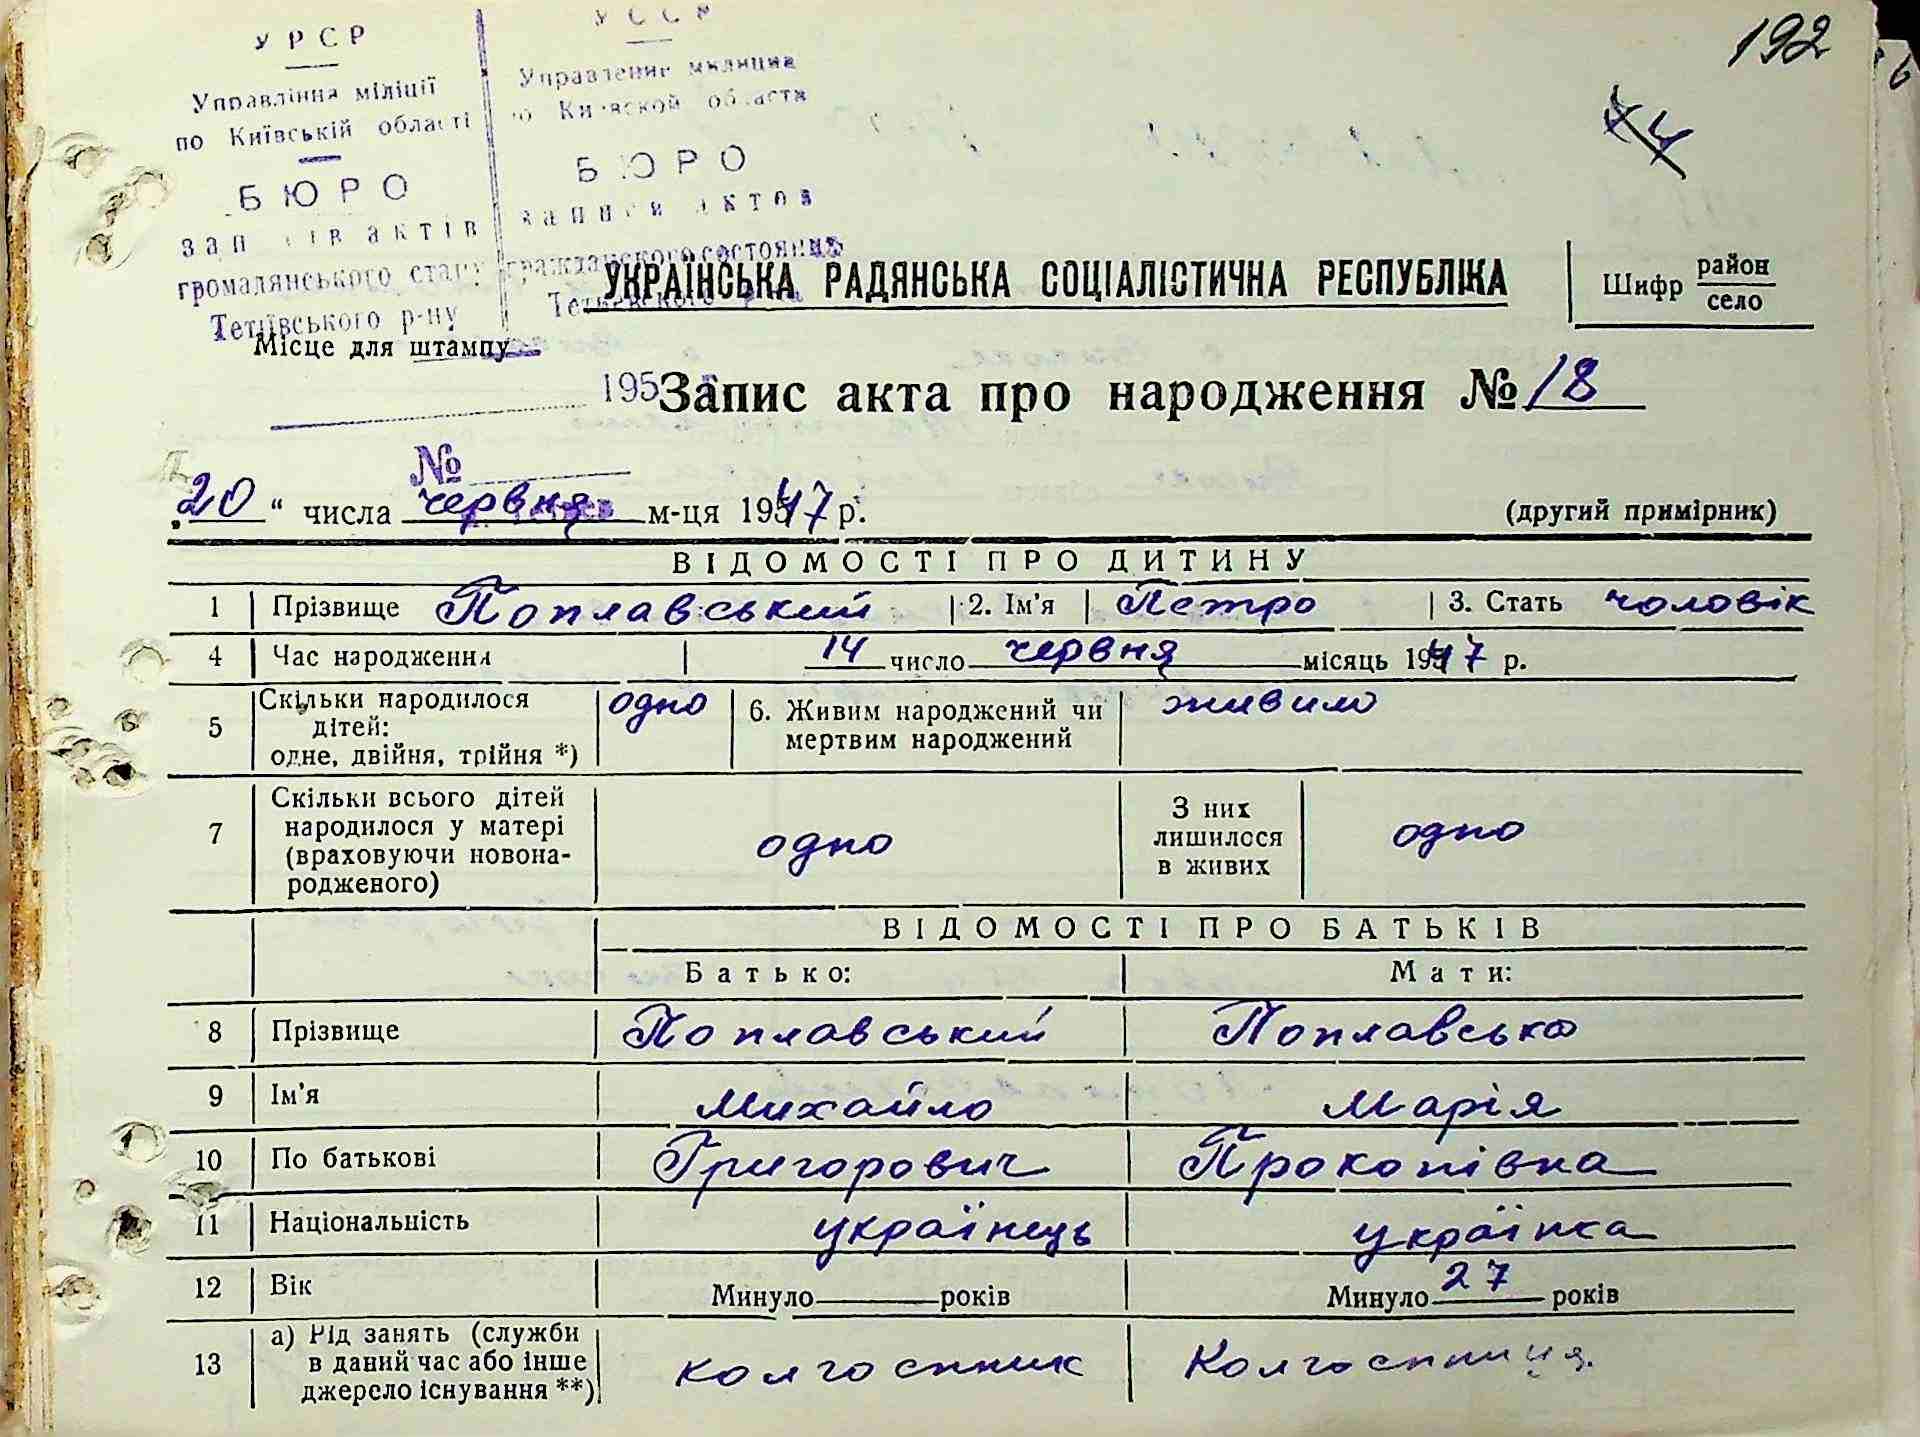 192
УРСР
Управління міліції
по Київській області
БЮРО
записів актів
громадянського стану
Тетіївського р-ну
УССР
Управление милиции
по Киевской области
БЮРО
записи актов
гражданского состояния
Тетиевского р-на
УКРАЇНСЬКА РАДЯНСЬКА СОЦІАЛІСТИЧНА РЕСПУБЛІКА
Шифр район
село
Місце для штампу
195
Запис акта про народження № 18
№
„20“ числа червня м-ця 1947 р.
(другий примірник)
ВІДОМОСТІ ПРО ДИТИНУ
1 Прізвище Поплавський 2. Ім'я Петро 3. Стать чоловік
4 Час народження 14 число червня місяць 1947 р.
5 Скільки народилося дітей: одне, двійня, трійня *) одно 6. Живим народжений чи мертвим народжений живим
7 Скільки всього дітей народилося у матері (враховуючи новонародженого) одно З них лишилося в живих одно
ВІДОМОСТІ ПРО БАТЬКІВ
Батько: Мати:
8 Прізвище Поплавський Поплавська
9 Ім'я Михайло Марія
10 По батькові Григорович Прокопівна
11 Національність українець українка
12 Вік Минуло років Минуло 27 років
13 а) Рід занять (служби в даний час або інше джерело існування **) колгоспник Колгоспниця.